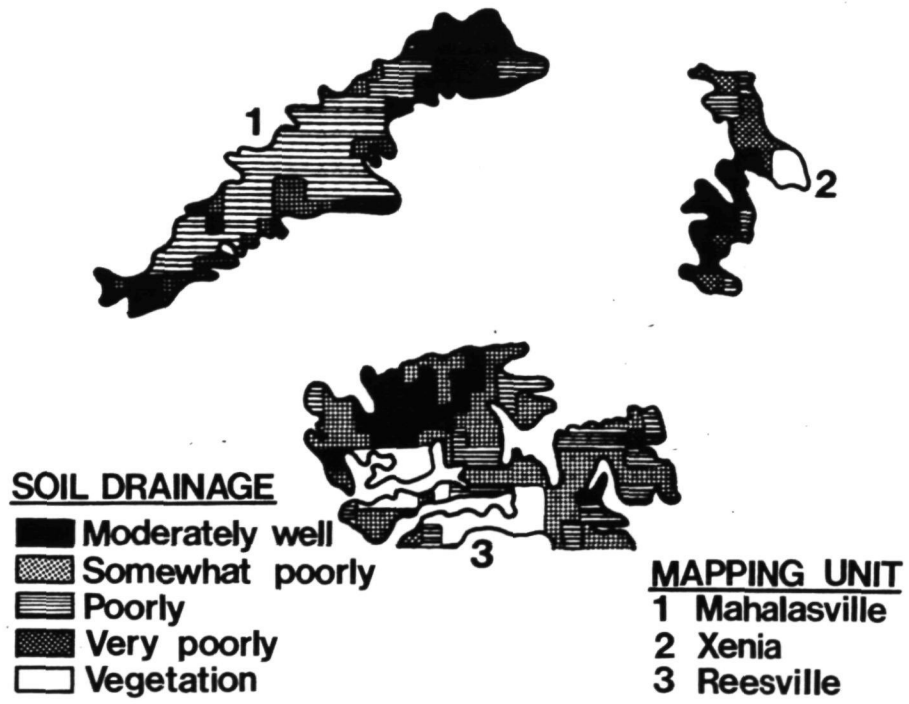 1
2
3
SOIL DRAINAGE
Moderately well
Somewhat poorly
Poorly
Very poorly
Vegetation
MAPPING UNIT
1 Mahalasville
2 Xenia
3 Reesville